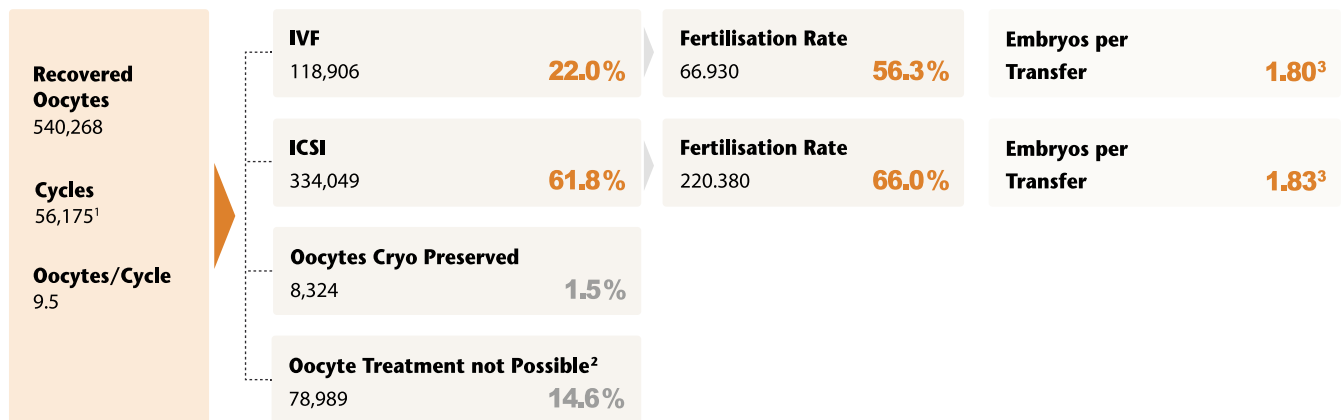 Recovered
Oocytes
540,268
Cycles
56,175¹
Oocytes/Cycle
9.5
IVF
118,906 22.0%
Fertilisation Rate
66.930 56.3%
Embryos per
Transfer 1.80³
ICSI
334,049 61.8%
Fertilisation Rate
220.380 66.0%
Embryos per
Transfer 1.83³
Oocytes Cryo Preserved
8,324 1.5%
Oocyte Treatment not Possible²
78,989 14.6%